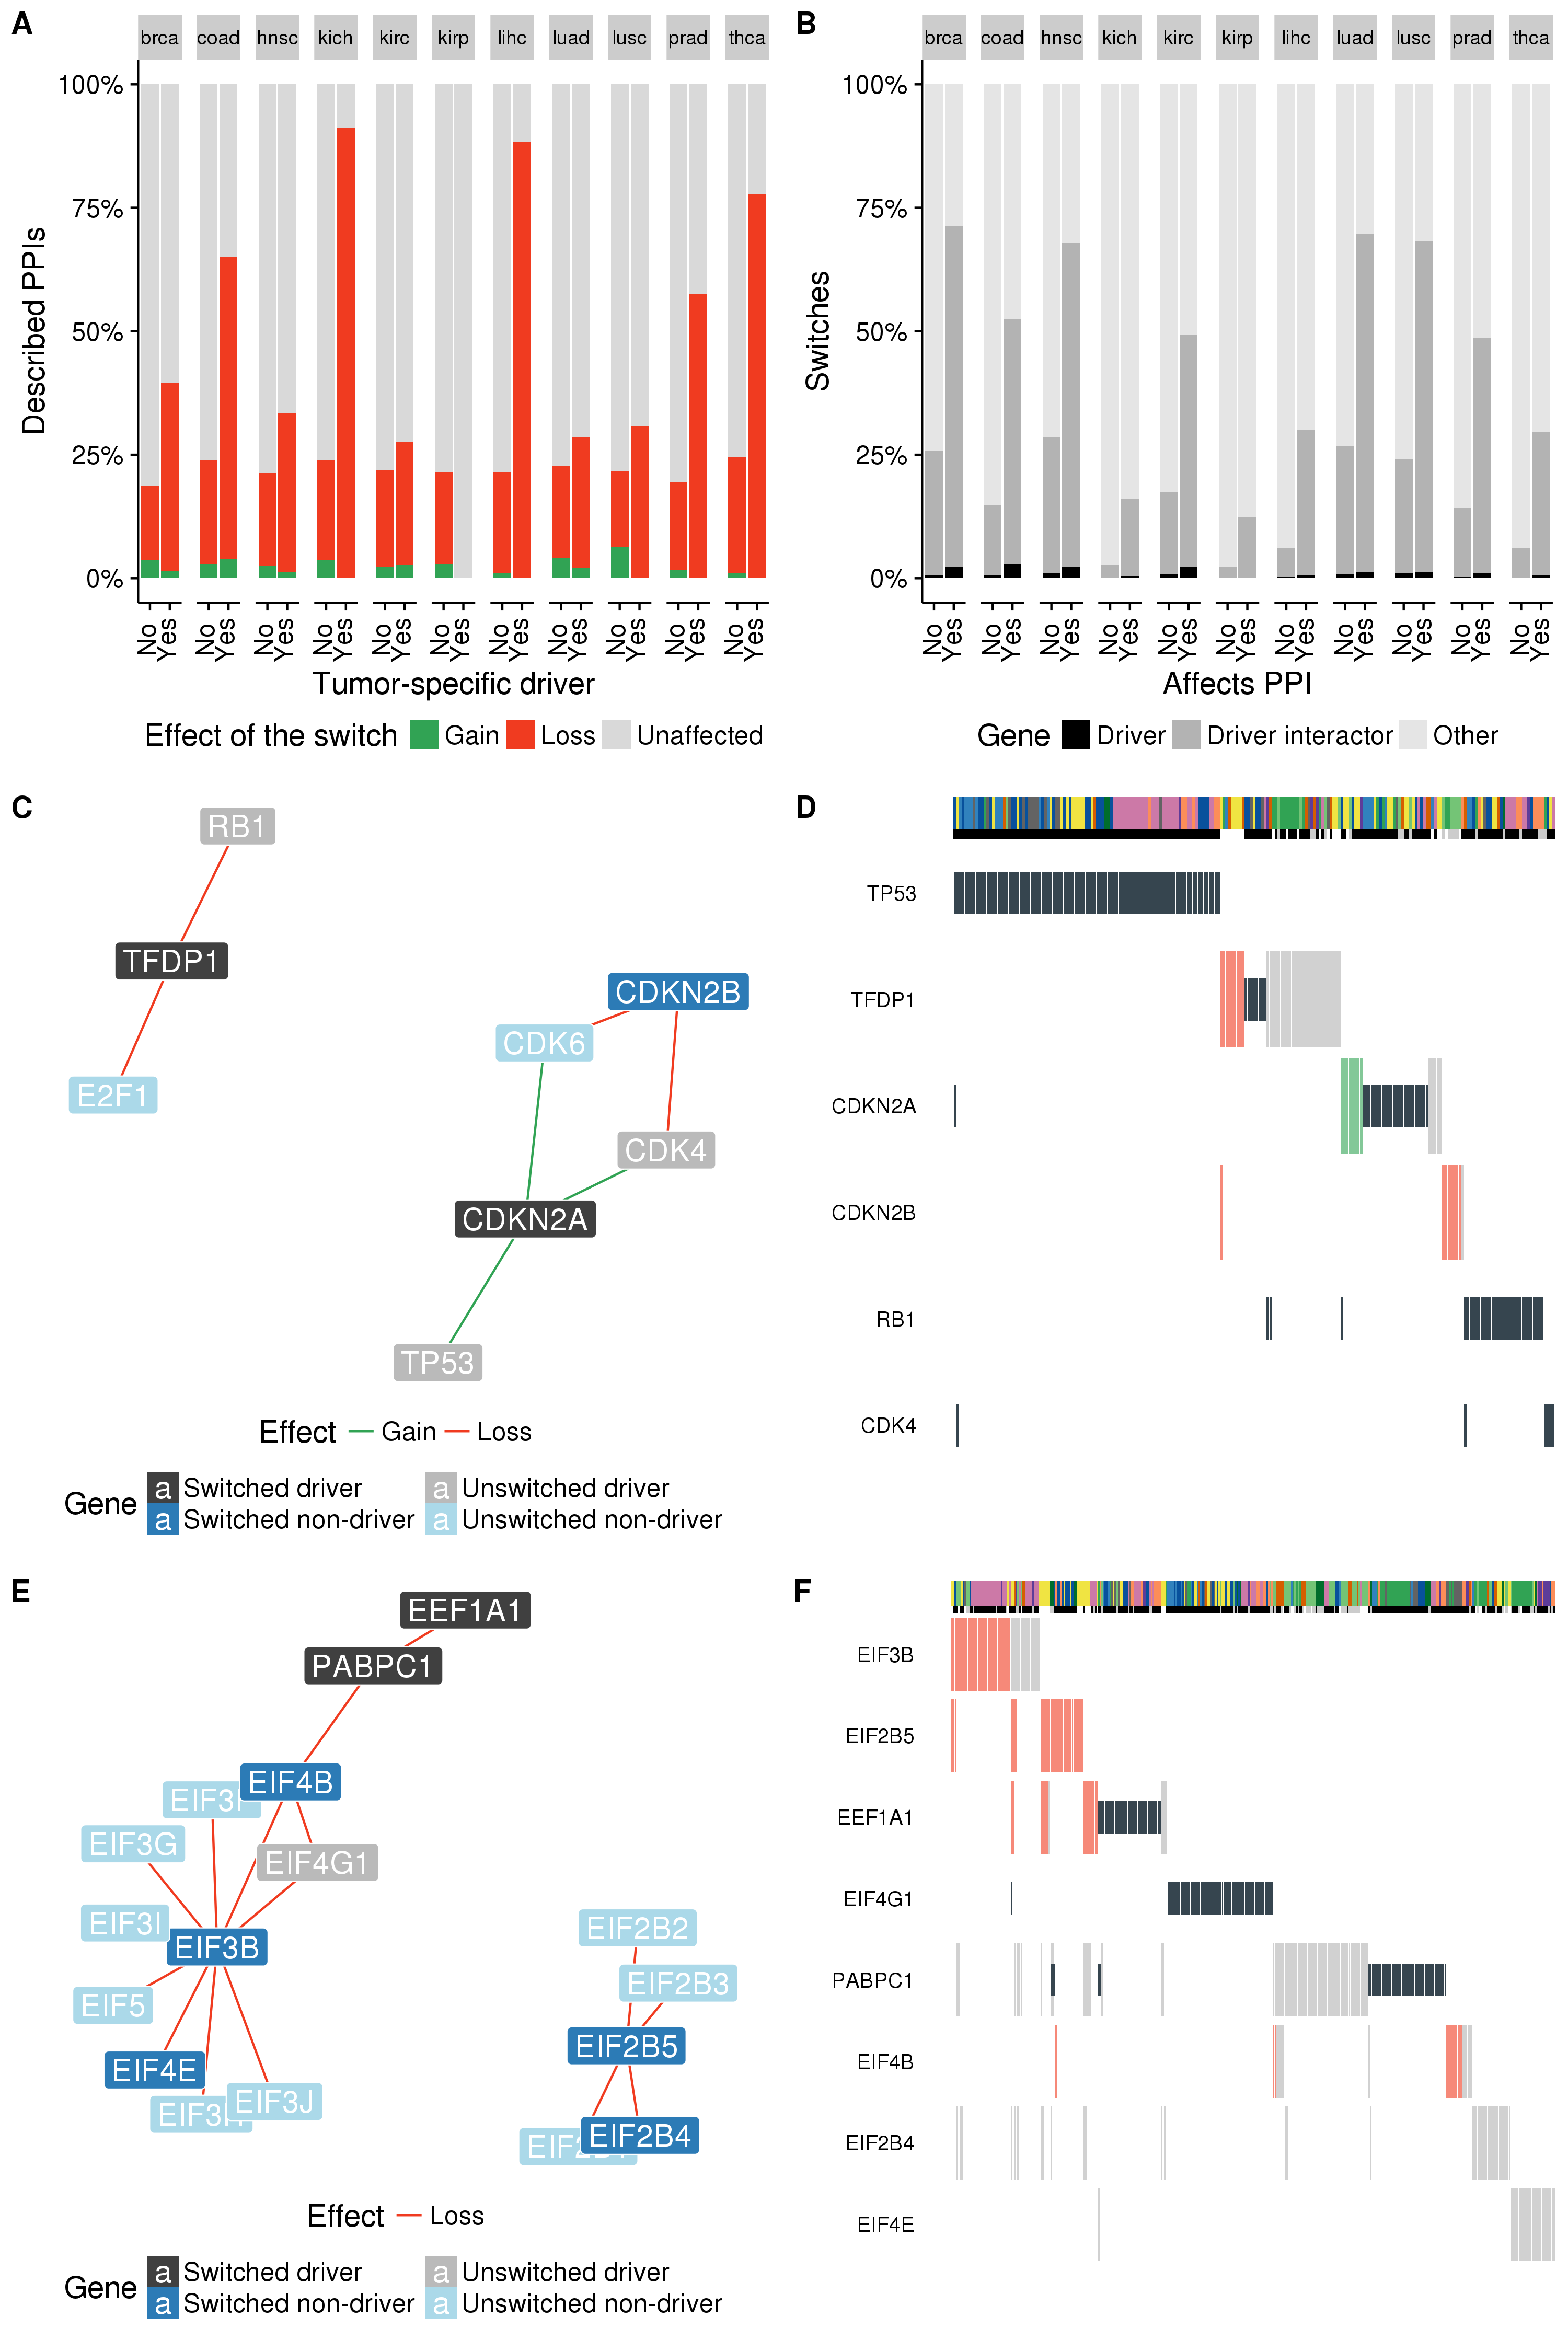 A
brca coad hnsc kich kirc kirp lihc luad lusc prad thca
100%
75%
50%
25%
0%
Described PPIs
No Yes No Yes No Yes No Yes No Yes No Yes No Yes No Yes No Yes No Yes No Yes
Tumor-specific driver
Effect of the switch Gain Loss Unaffected
B
brca coad hnsc kich kirc kirp lihc luad lusc prad thca
100%
75%
50%
25%
0%
Switches
No Yes No Yes No Yes No Yes No Yes No Yes No Yes No Yes No Yes No Yes No Yes
Affects PPI
Gene Driver Driver interactor Other
C
RB1
TFDP1
E2F1
CDKN2B
CDK6
CDK4
CDKN2A
TP53
Effect Gain Loss
Gene a Switched driver a Unswitched driver
a Switched non-driver a Unswitched non-driver
D
TP53
TFDP1
CDKN2A
CDKN2B
RB1
CDK4
E
EEF1A1
PABPC1
EIF4B
EIF3G
EIF4G1
EIF3I
EIF3B
EIF5
EIF4E
EIF3J
EIF2B2
EIF2B3
EIF2B5
EIF2B4
Effect Loss
Gene a Switched driver a Unswitched driver
a Switched non-driver a Unswitched non-driver
F
EIF3B
EIF2B5
EEF1A1
EIF4G1
PABPC1
EIF4B
EIF2B4
EIF4E